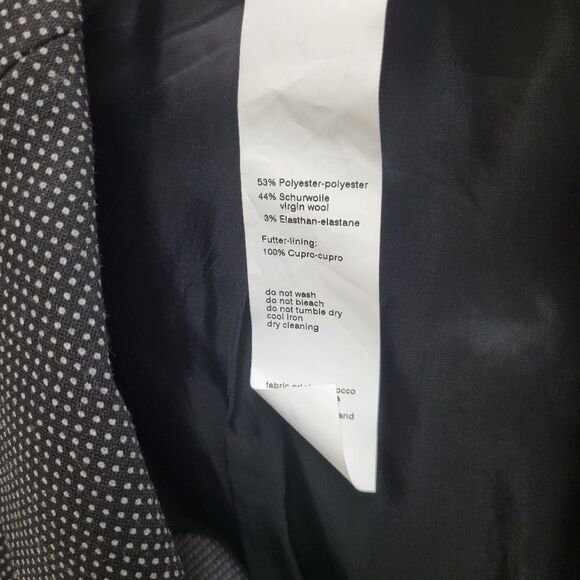 53% Polyester-polyester
44% Schurwolle
virgin wool
3% Elasthan-elastane
Futter-lining:
100% Cupro-cupro
do not wash
do not bleach
do not tumble dry
cool iron
dry cleaning
fabric